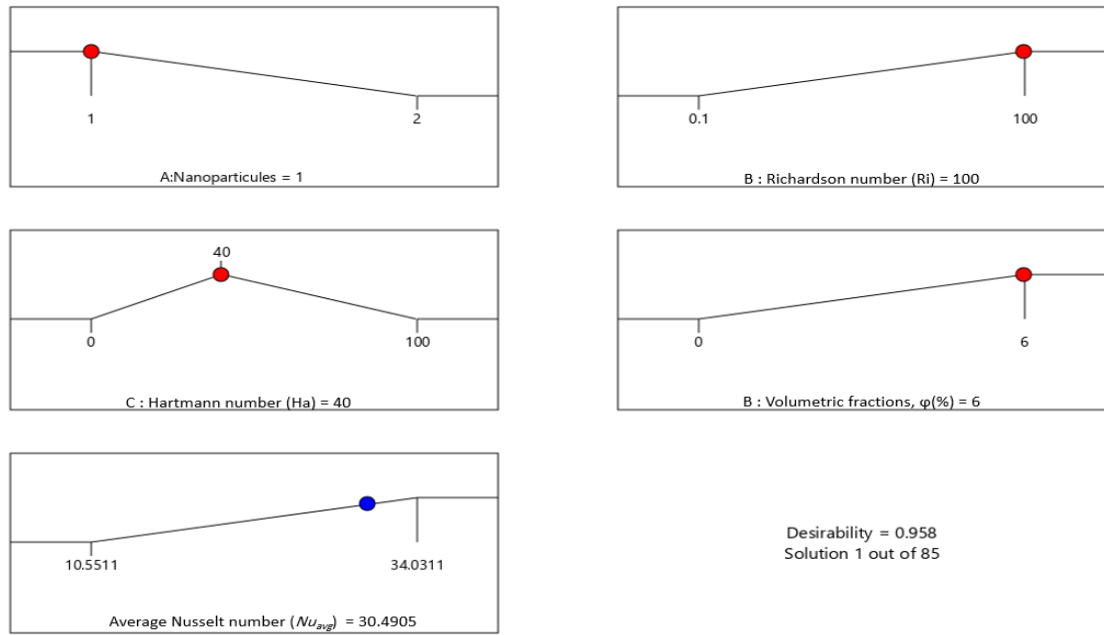 1
2
A:Nanoparticules = 1
0.1
100
B : Richardson number (Ri) = 100
40
0
100
C : Hartmann number (Ha) = 40
0
6
B : Volumetric fractions, φ(%) = 6
10.5511
34.0311
Average Nusselt number (Nuavg) = 30.4905
Desirability = 0.958
Solution 1 out of 85